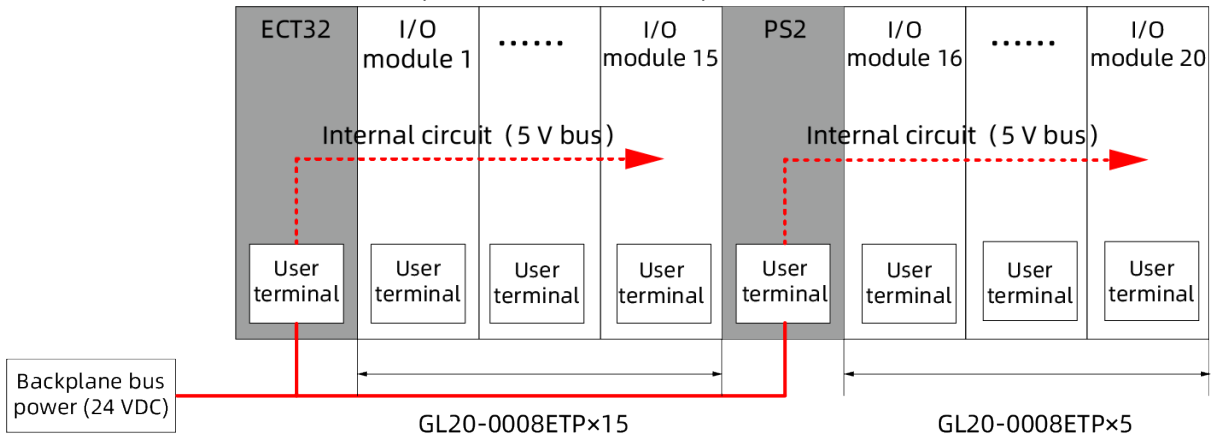 ECT32
I/O
module 1
......
I/O
module 15
PS2
I/O
module 16
......
I/O
module 20
Internal circuit (5 V bus)
Internal circuit (5 V bus)
User
terminal
User
terminal
User
terminal
User
terminal
User
terminal
User
terminal
User
terminal
User
terminal
Backplane bus
power (24 VDC)
GL20-0008ETP×15
GL20-0008ETP×5